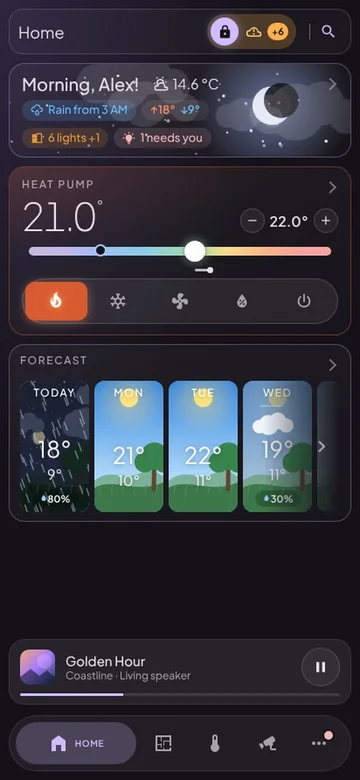 Home
+6
Morning, Alex!
14.6 °C
Rain from 3 AM
↑18° ↓9°
6 lights +1
1 needs you
HEAT PUMP
21.0°
22.0°
FORECAST
TODAY
18°
9°
80%
MON
21°
10°
TUE
22°
11°
WED
19°
11°
30%
Golden Hour
Coastline · Living speaker
HOME